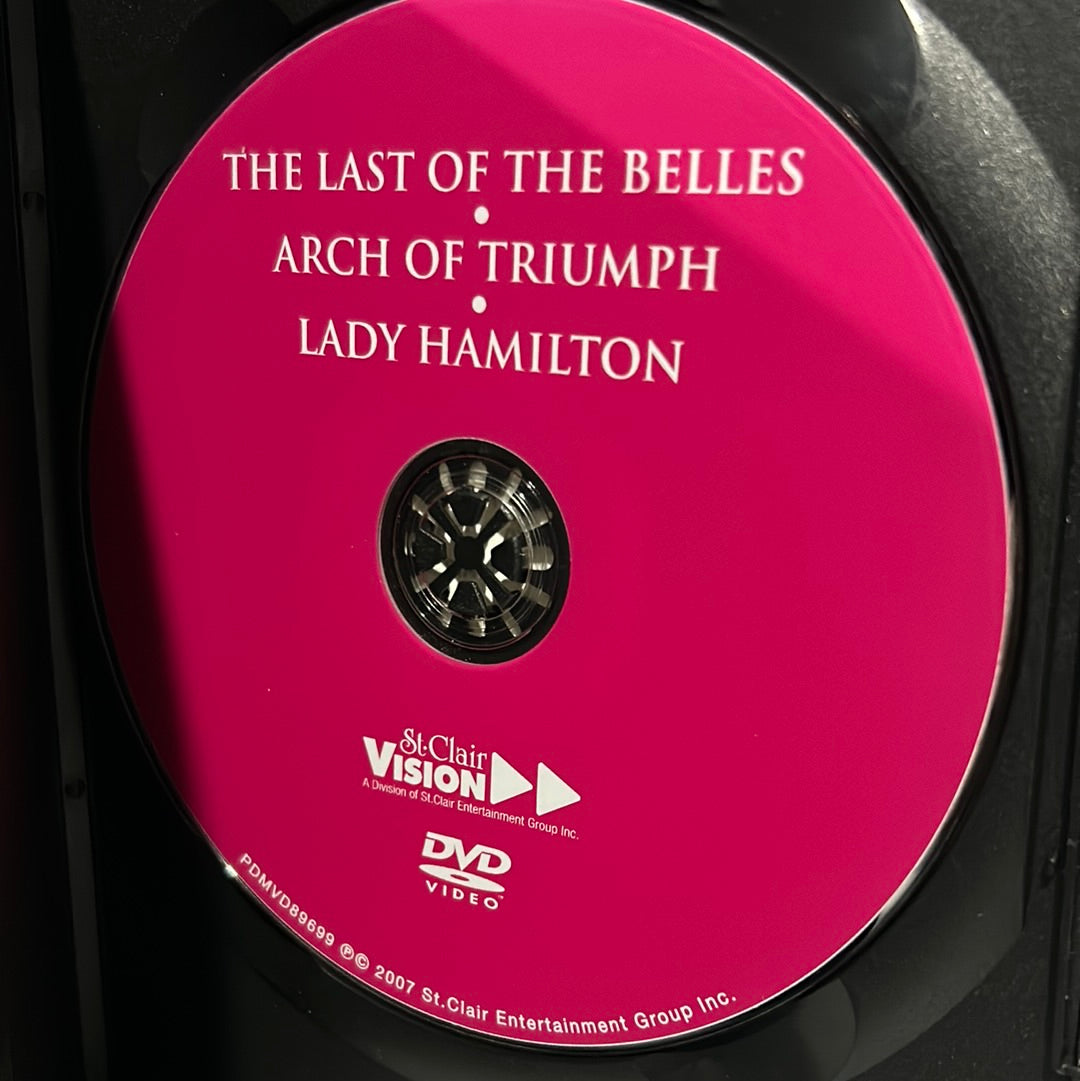 THE LAST OF THE BELLES
•
ARCH OF TRIUMPH
•
LADY HAMILTON
St.Clair
VISION
A Division of St.Clair Entertainment Group Inc.
DVD
VIDEO™
PDMVD89699 ℗© 2007 St.Clair Entertainment Group Inc.